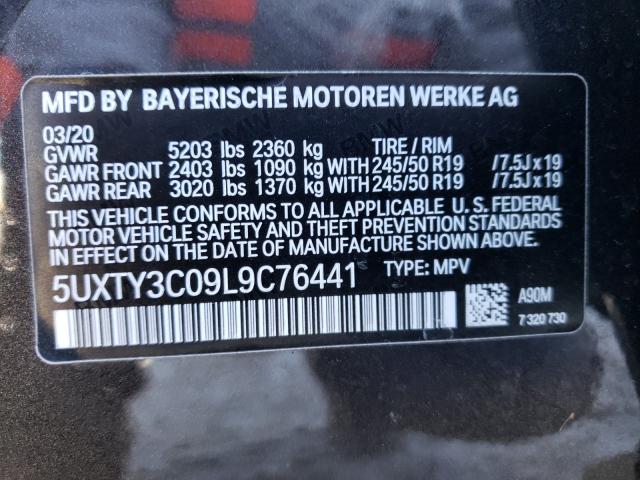 MFD BY BAYERISCHE MOTOREN WERKE AG
03/20
GVWR 5203 lbs 2360 kg TIRE / RIM
GAWR FRONT 2403 lbs 1090 kg WITH 245/50 R19 /7.5J x 19
GAWR REAR 3020 lbs 1370 kg WITH 245/50 R19 /7.5J x 19
THIS VEHICLE CONFORMS TO ALL APPLICABLE U.S. FEDERAL
MOTOR VEHICLE SAFETY AND THEFT PREVENTION STANDARDS
IN EFFECT ON THE DATE OF MANUFACTURE SHOWN ABOVE.
5UXTY3C09L9C76441 TYPE: MPV
A90M
7 320 730